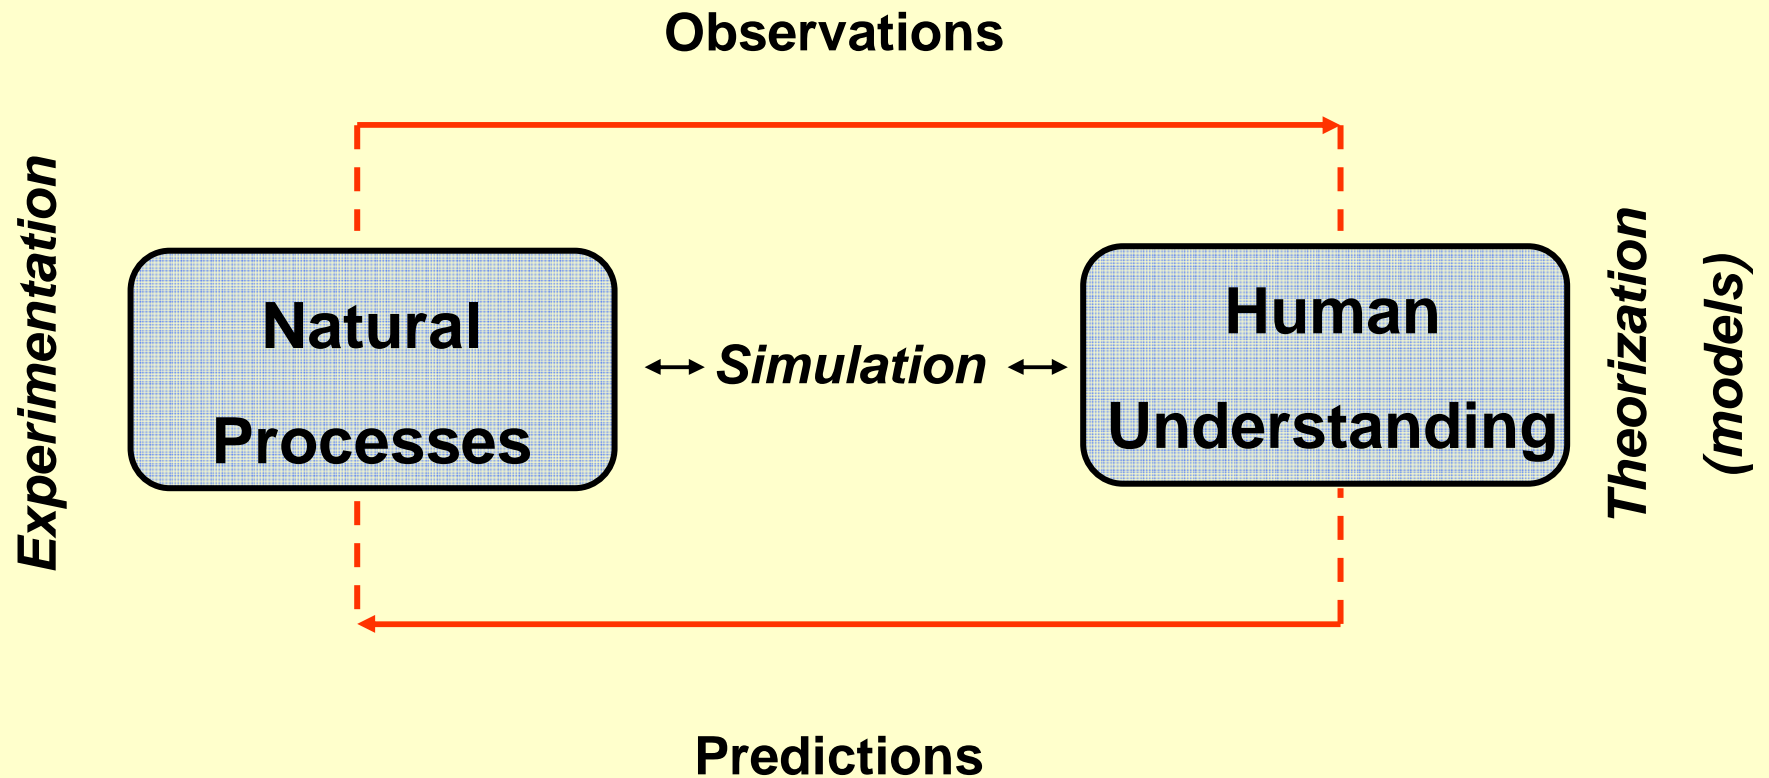 Observations
Experimentation
Natural
Processes
Simulation
Human
Understanding
Theorization
(models)
Predictions